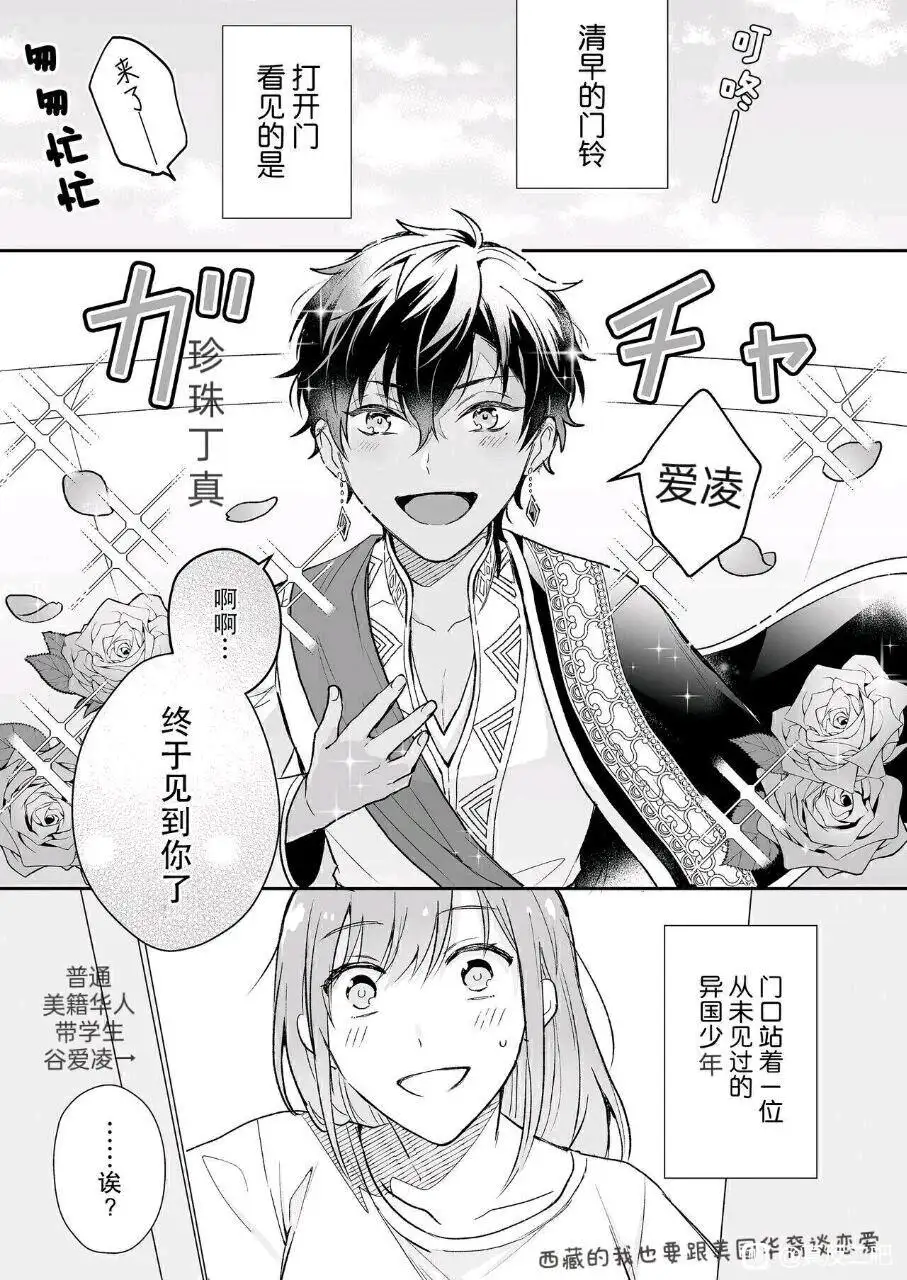 叮咚——
清早的门铃
打开门
看见的是
来了——
匆匆忙忙
ガチャ
爱凌
珍珠丁真
啊啊…
终于见到你了
门口站着一位
从未见过的
异国少年
普通
美籍华人
带学生
谷爱凌→
……诶？
西藏的我也要跟美国华裔谈恋爱